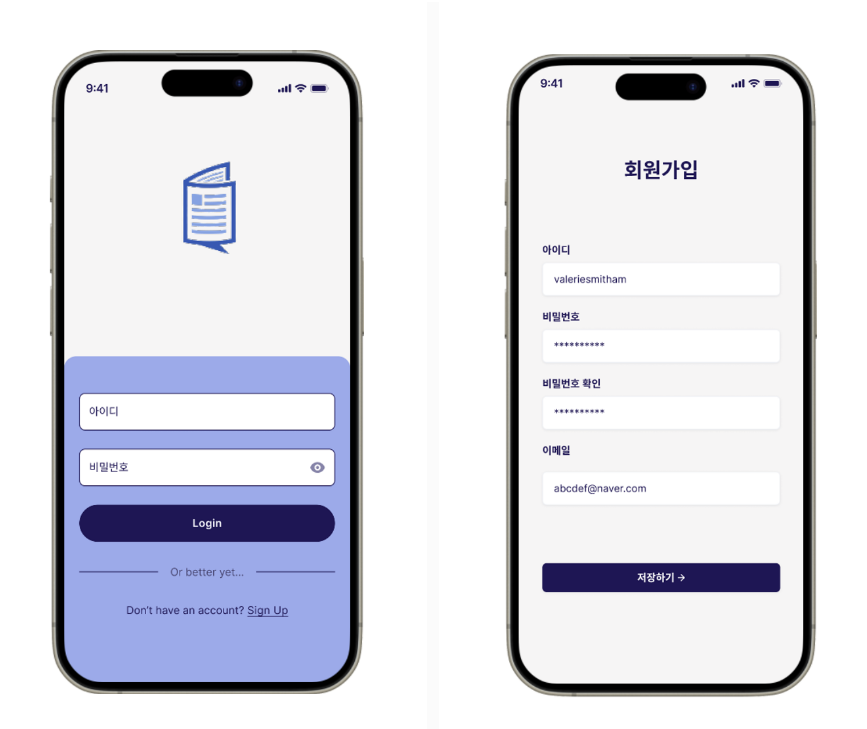 9:41
아이디
비밀번호
Login
Or better yet...
Don't have an account? Sign Up
9:41
회원가입
아이디
valeriesmitham
비밀번호
**********
비밀번호 확인
**********
이메일
abcdef@naver.com
저장하기 →